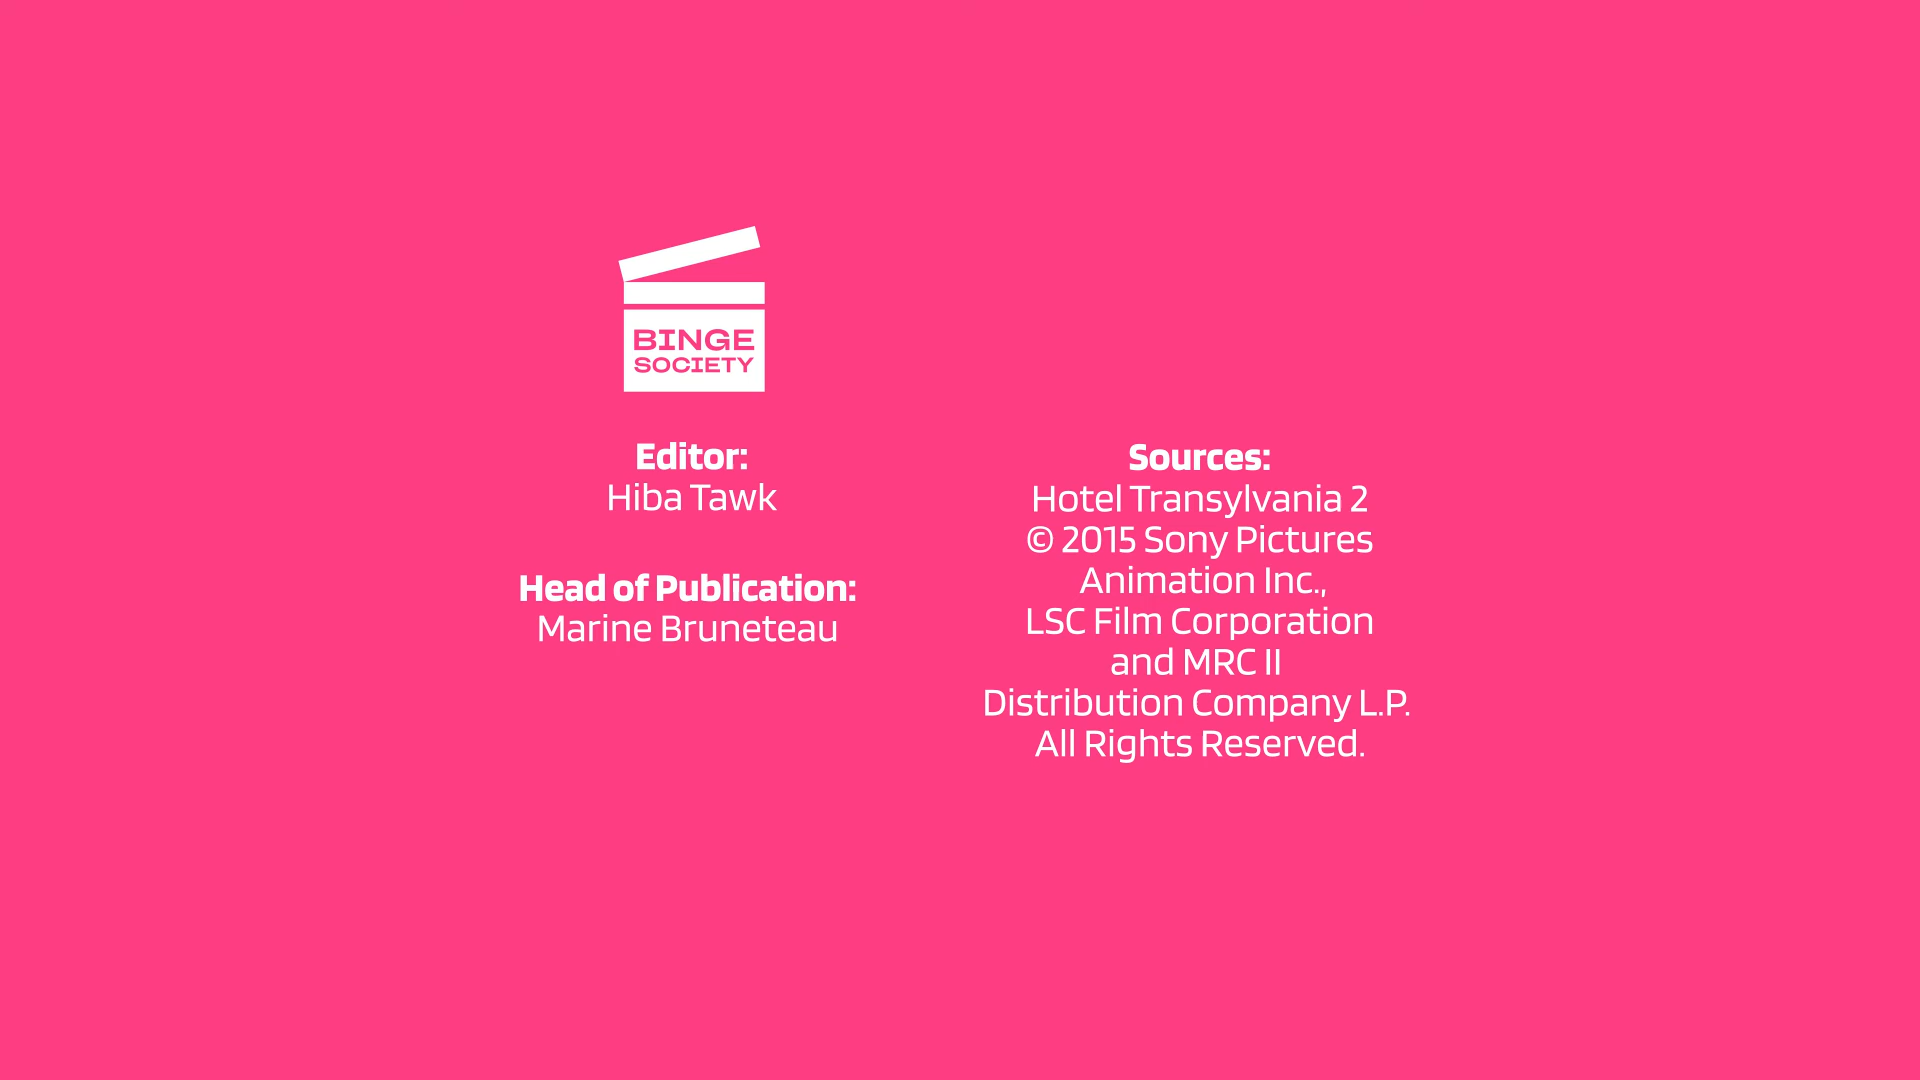 BINGE
SOCIETY
Editor:
Hiba Tawk
Head of Publication:
Marine Bruneteau
Sources:
Hotel Transylvania 2
© 2015 Sony Pictures
Animation Inc.,
LSC Film Corporation
and MRC II
Distribution Company L.P.
All Rights Reserved.